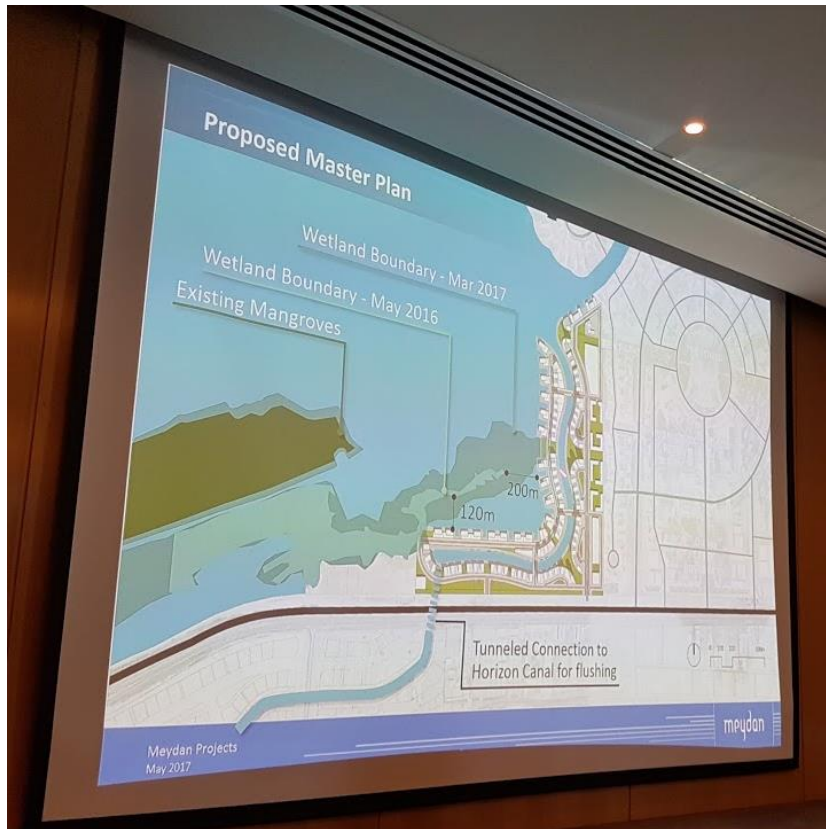 Proposed Master Plan
Wetland Boundary - Mar 2017
Wetland Boundary - May 2016
Existing Mangroves
200m
120m
Tunneled Connection to
Horizon Canal for flushing
Meydan Projects
May 2017
meydan